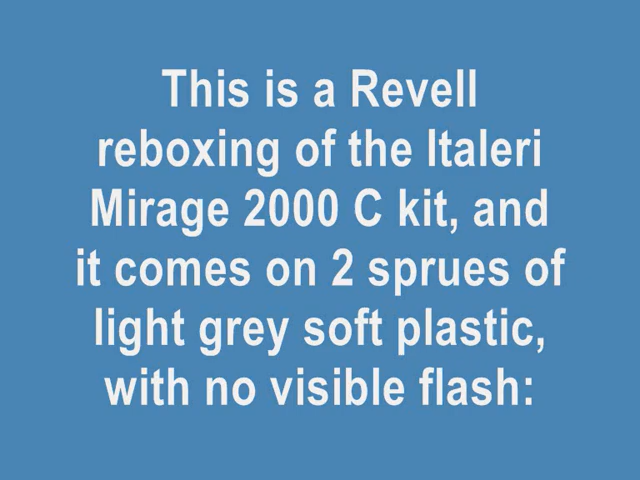 This is a Revell
reboxing of the Italeri
Mirage 2000 C kit, and
it comes on 2 sprues of
light grey soft plastic,
with no visible flash: